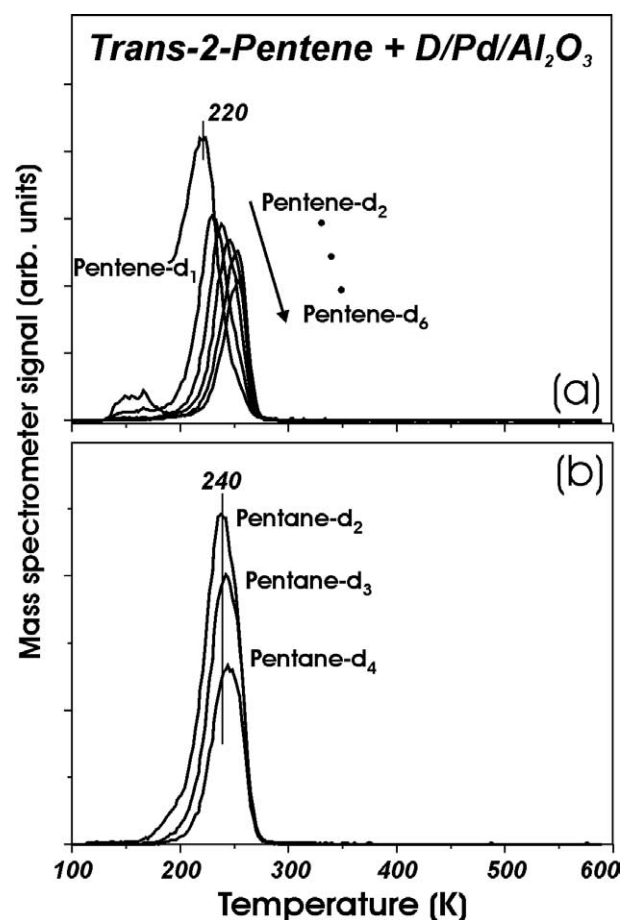 Trans-2-Pentene + D/Pd/Al₂O₃
220
Pentene-d₂
Pentene-d₁
Pentene-d₆
(a)
240
(b)
Pentane-d₂
Pentane-d₃
Pentane-d₄
Mass spectrometer signal (arb. units)
100 200 300 400 500 600
Temperature (K)